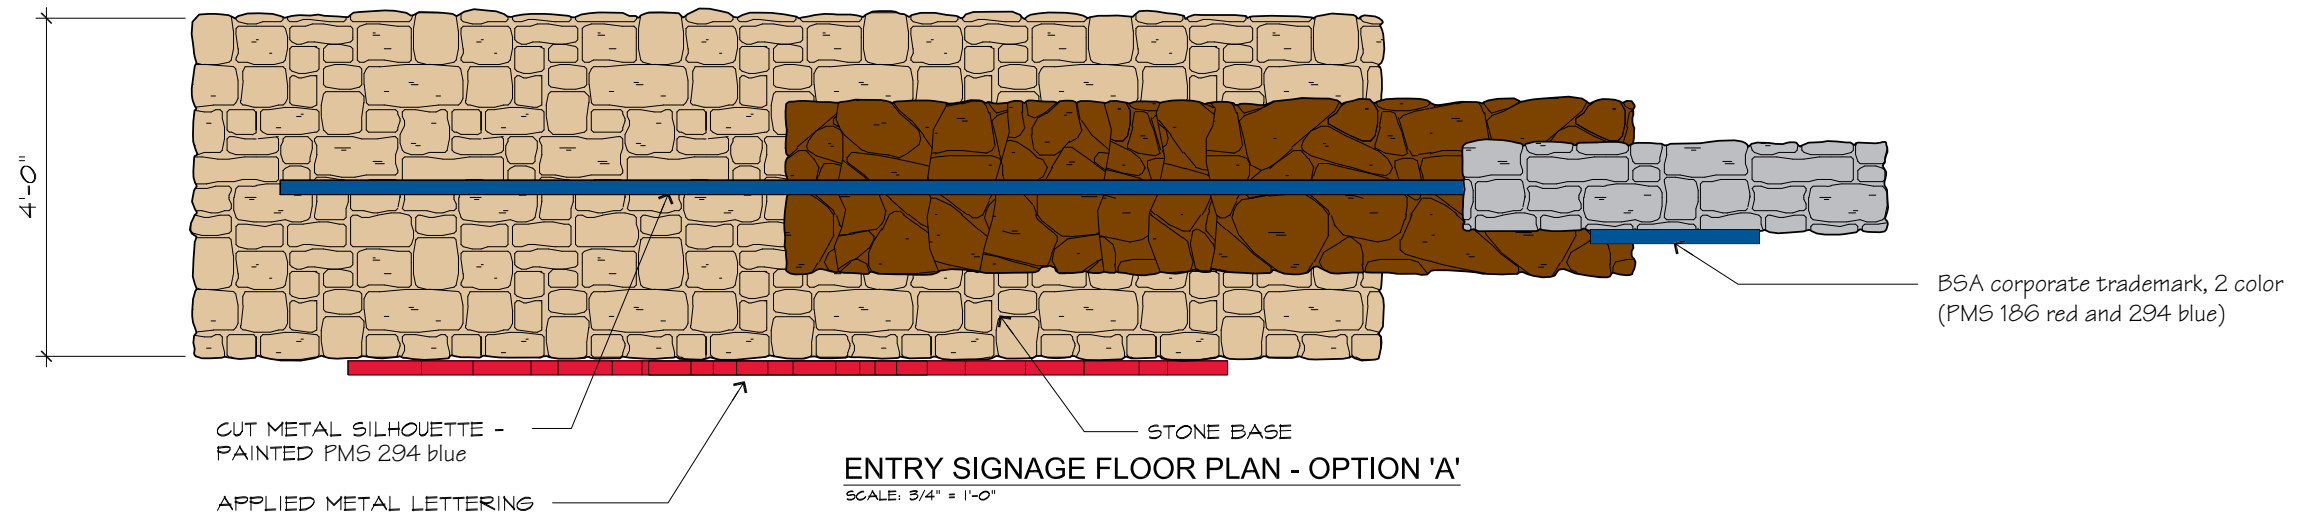 4'-0"
BSA corporate trademark, 2 color
(PMS 186 red and 294 blue)
CUT METAL SILHOUETTE -
PAINTED PMS 294 blue
STONE BASE
ENTRY SIGNAGE FLOOR PLAN - OPTION 'A'
SCALE: 3/4" = 1'-0"
APPLIED METAL LETTERING